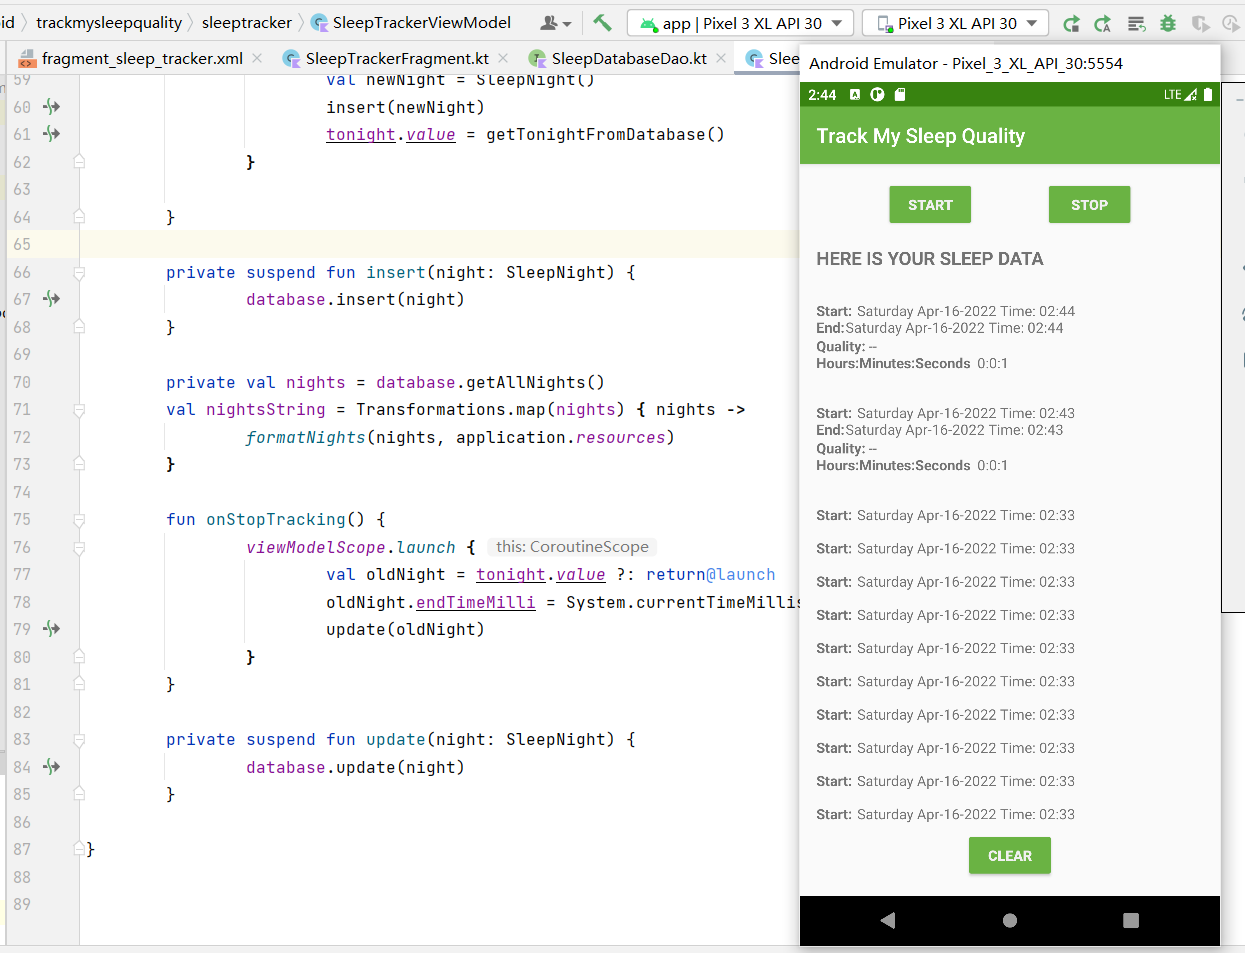 id trackmysleepquality sleeptracker SleepTrackerViewModel app | Pixel 3 XL API 30 Pixel 3 XL API 30
fragment_sleep_tracker.xml SleepTrackerFragment.kt SleepDatabaseDao.kt Slee
59 val newNight = SleepNight()
60 insert(newNight)
61 tonight.value = getTonightFromDatabase()
62 }
63
64 }
65
66 private suspend fun insert(night: SleepNight) {
67 database.insert(night)
68 }
69
70 private val nights = database.getAllNights()
71 val nightsString = Transformations.map(nights) { nights ->
72 formatNights(nights, application.resources)
73 }
74
75 fun onStopTracking() {
76 viewModelScope.launch { this: CoroutineScope
77 val oldNight = tonight.value ?: return@launch
78 oldNight.endTimeMilli = System.currentTimeMillis
79 update(oldNight)
80 }
81 }
82
83 private suspend fun update(night: SleepNight) {
84 database.update(night)
85 }
86
87 }
88
89
Android Emulator - Pixel_3_XL_API_30:5554
2:44 A LTE
Track My Sleep Quality
START STOP
HERE IS YOUR SLEEP DATA
Start: Saturday Apr-16-2022 Time: 02:44
End:Saturday Apr-16-2022 Time: 02:44
Quality: --
Hours:Minutes:Seconds 0:0:1
Start: Saturday Apr-16-2022 Time: 02:43
End:Saturday Apr-16-2022 Time: 02:43
Quality: --
Hours:Minutes:Seconds 0:0:1
Start: Saturday Apr-16-2022 Time: 02:33
Start: Saturday Apr-16-2022 Time: 02:33
Start: Saturday Apr-16-2022 Time: 02:33
Start: Saturday Apr-16-2022 Time: 02:33
Start: Saturday Apr-16-2022 Time: 02:33
Start: Saturday Apr-16-2022 Time: 02:33
Start: Saturday Apr-16-2022 Time: 02:33
Start: Saturday Apr-16-2022 Time: 02:33
Start: Saturday Apr-16-2022 Time: 02:33
Start: Saturday Apr-16-2022 Time: 02:33
CLEAR